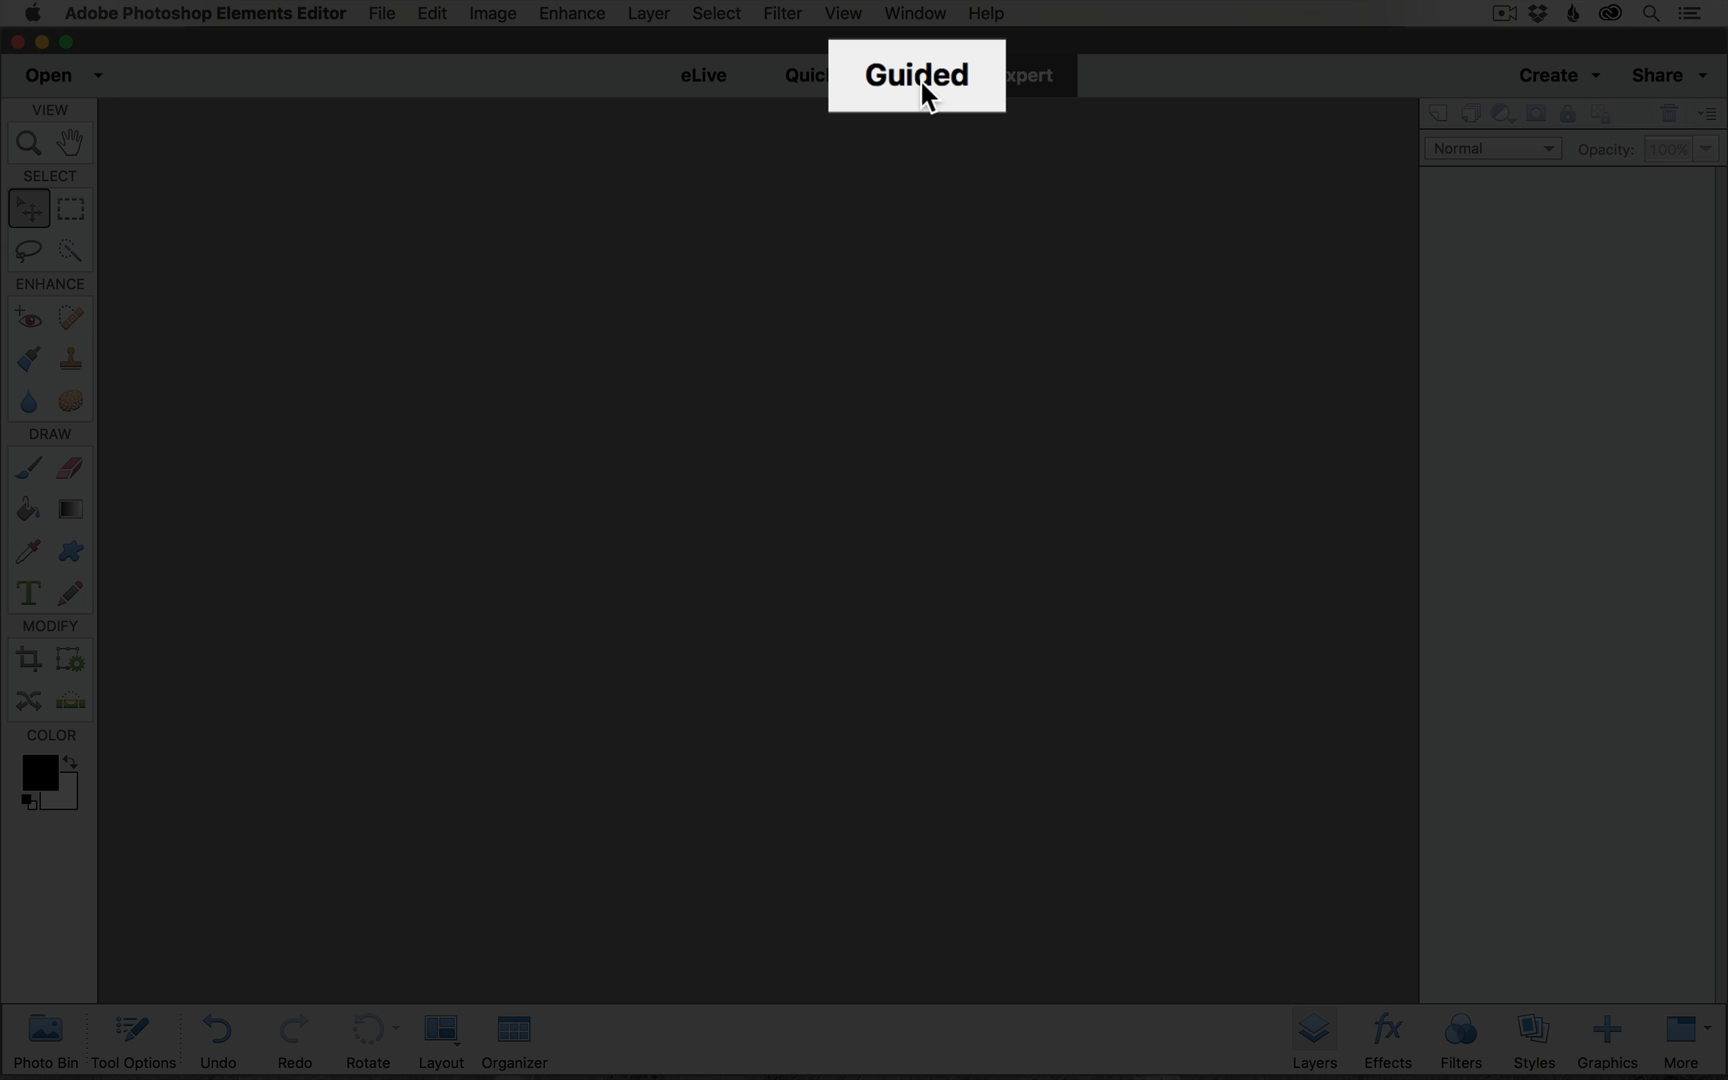 Adobe Photoshop Elements Editor File Edit Image Enhance Layer Select Filter View Window Help
Open eLive Quic Guided xpert Create Share
VIEW
Normal Opacity: 100%
SELECT
ENHANCE
DRAW
T
MODIFY
COLOR
fx
Photo Bin Tool Options Undo Redo Rotate Layout Organizer Layers Effects Filters Styles Graphics More